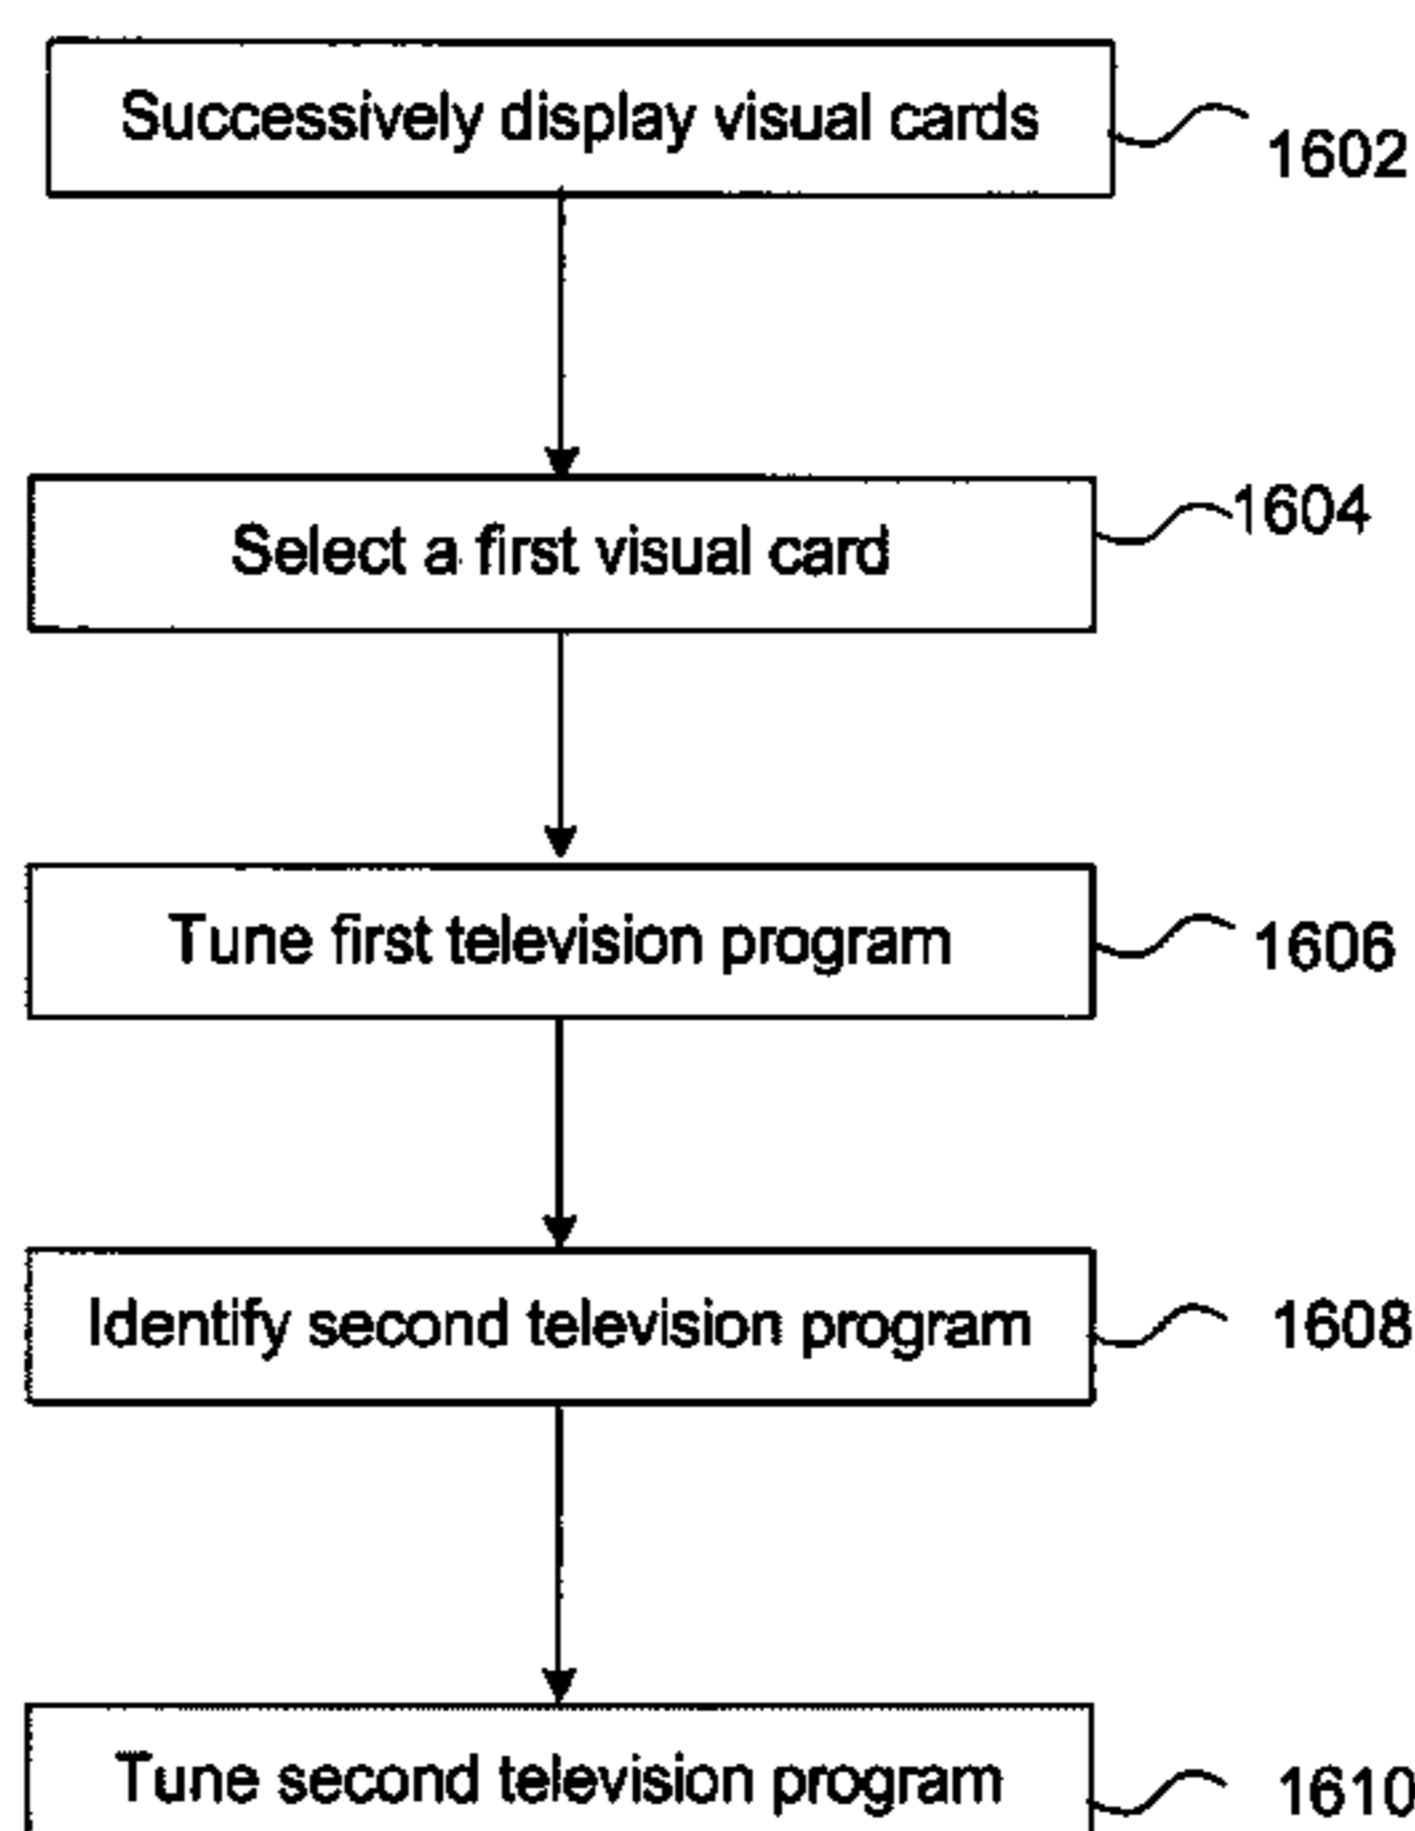 Successively display visual cards
1602
Select a first visual card
1604
Tune first television program
1606
Identify second television program
1608
Tune second television program
1610